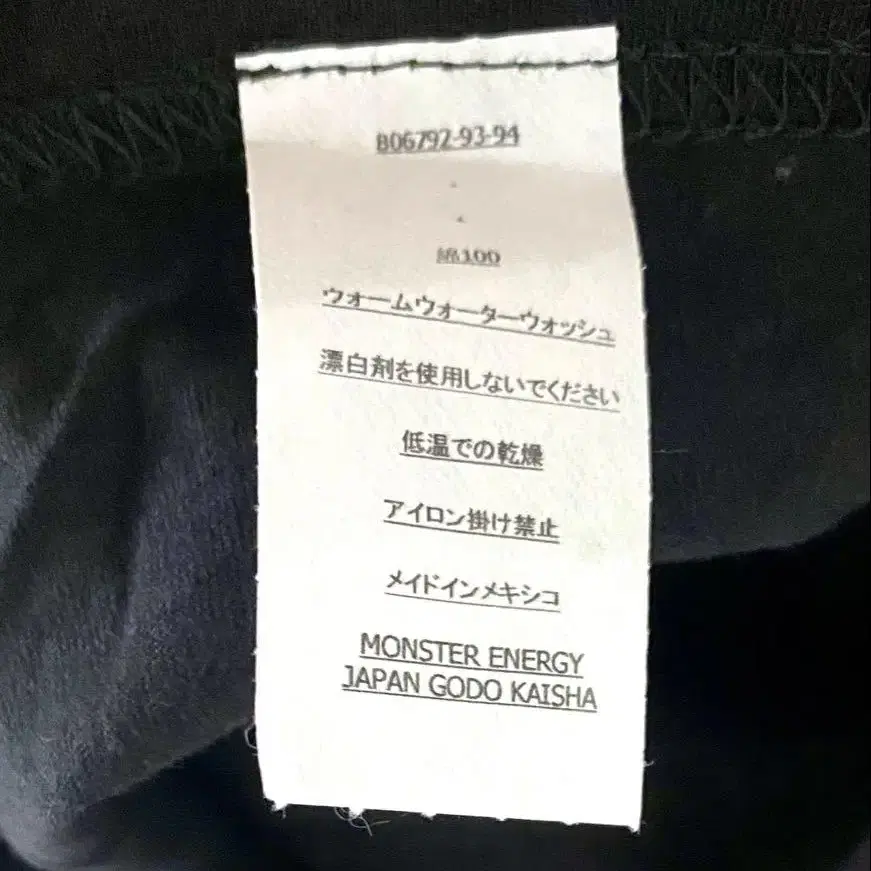 B06792-93-94
綿100
ウォームウォーターウォッシュ
漂白剤を使用しないでください
低温での乾燥
アイロン掛け禁止
メイドインメキシコ
MONSTER ENERGY
JAPAN GODO KAISHA